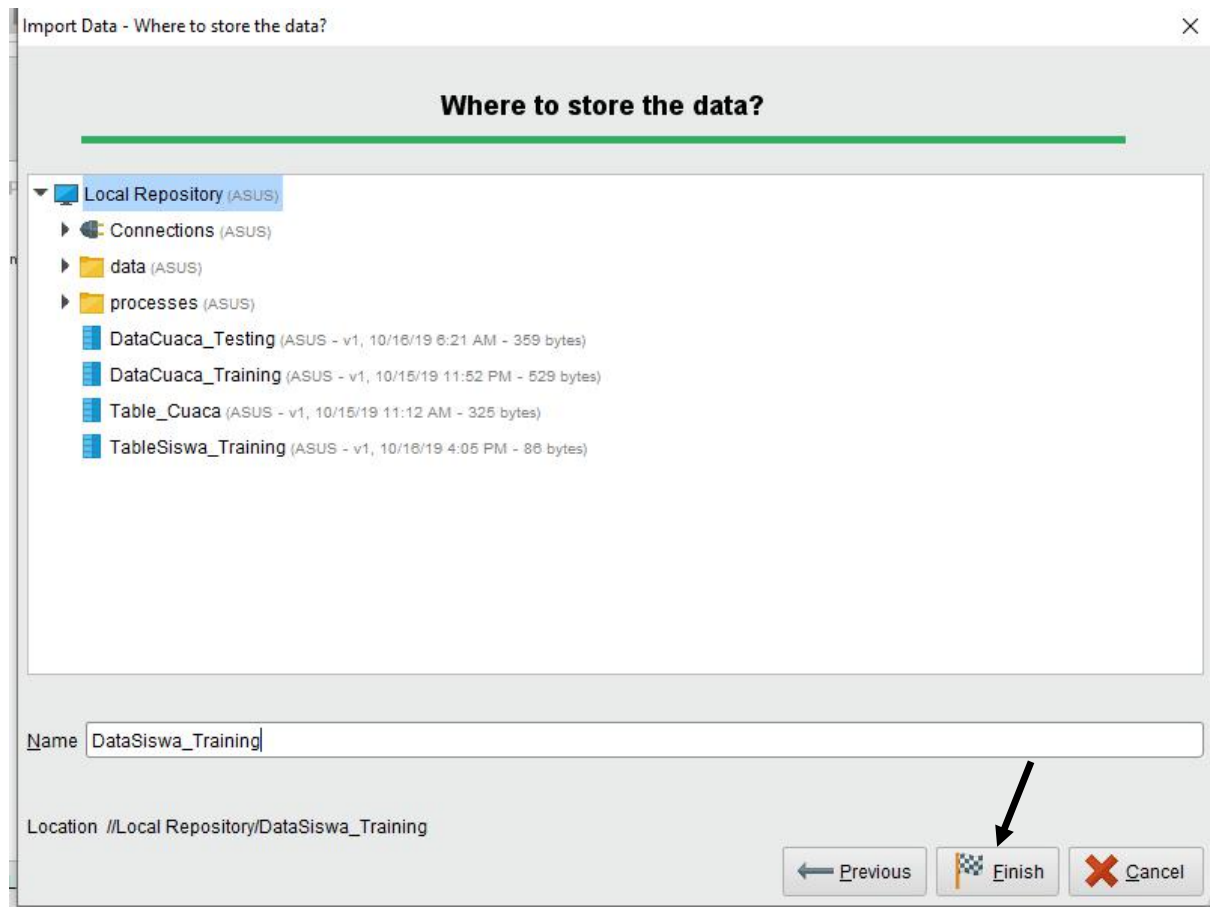 Import Data - Where to store the data?
Where to store the data?
Local Repository (ASUS)
Connections (ASUS)
data (ASUS)
processes (ASUS)
DataCuaca_Testing (ASUS - v1, 10/16/19 6:21 AM - 359 bytes)
DataCuaca_Training (ASUS - v1, 10/15/19 11:52 PM - 529 bytes)
Table_Cuaca (ASUS - v1, 10/15/19 11:12 AM - 325 bytes)
TableSiswa_Training (ASUS - v1, 10/16/19 4:05 PM - 86 bytes)
Name DataSiswa_Training
Location //Local Repository/DataSiswa_Training
Previous Finish Cancel